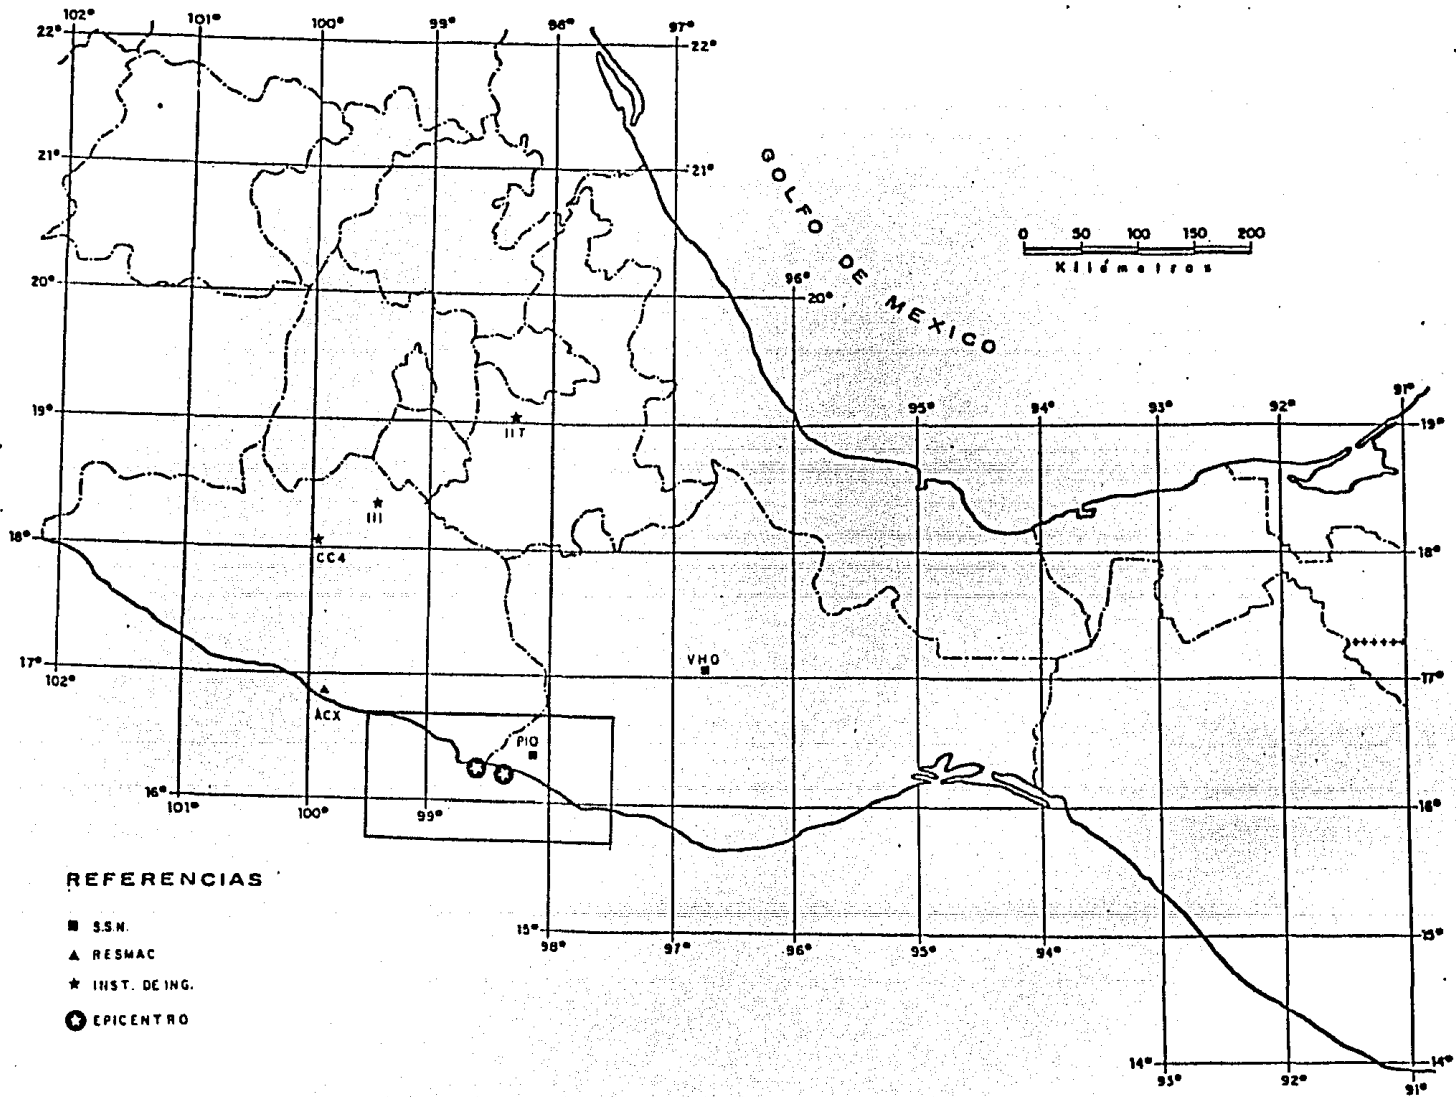 102° 101° 100° 99° 98° 97°
22° 22°
21° 21°
GOLFO DE MEXICO
0 50 100 150 200
Kilómetros
20° 96° 20°
19° 95° 94° 93° 92° 91° 19°
IIT
III
18° CC4 18°
17° VHO 17°
102°
ACX
PIO
16° 101° 100° 99° 16°
REFERENCIAS
■ S.S.N.
▲ RESMAC
★ INST. DE ING.
EPICENTRO
15° 98° 97° 96° 95° 94° 15°
14° 93° 92° 91° 14°